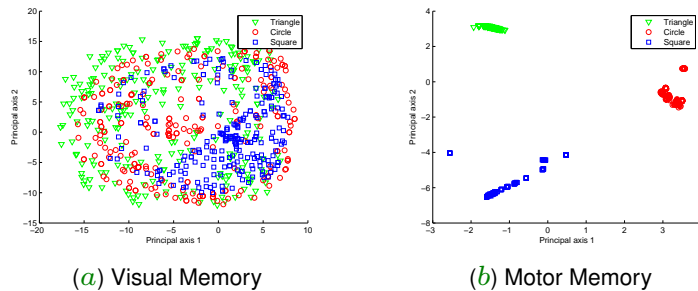 15
10
5
0
−5
−10
−15
−20
−15
−10
−5
0
5
10
Principal axis 1
Principal axis 2
Triangle
Circle
Square
(a) Visual Memory
4
2
0
−2
−4
−6
−8
−3
−2
−1
0
1
2
3
Principal axis 1
Principal axis 2
Triangle
Circle
Square
(b) Motor Memory